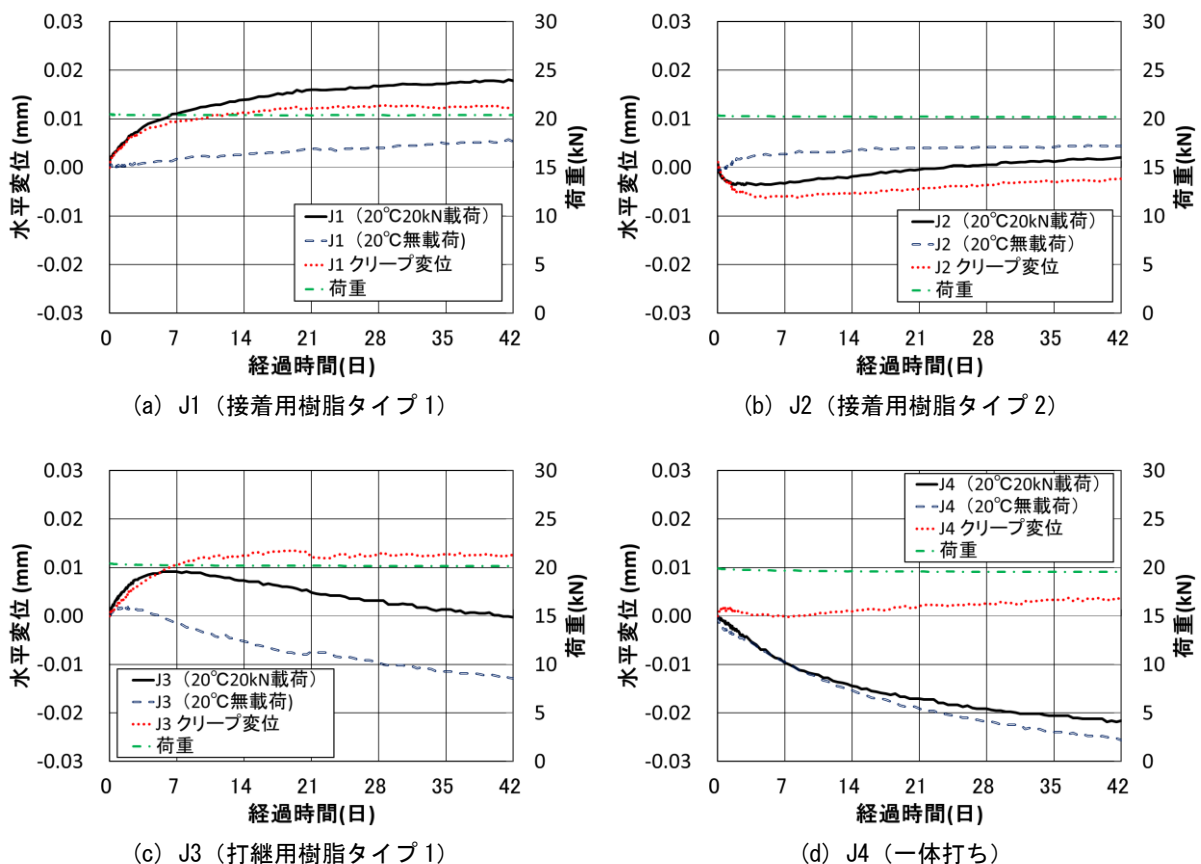 水平変位 (mm)
0.03
0.02
0.01
0.00
-0.01
-0.02
-0.03
30
25
20
15
10
5
0
荷重(kN)
J1（20℃20kN載荷）
J1（20℃無載荷)
J1 クリープ変位
荷重
0 7 14 21 28 35 42
経過時間(日)
(a) J1（接着用樹脂タイプ 1）
水平変位 (mm)
0.03
0.02
0.01
0.00
-0.01
-0.02
-0.03
30
25
20
15
10
5
0
荷重(kN)
J2（20℃20kN載荷）
J2（20℃無載荷）
J2 クリープ変位
荷重
0 7 14 21 28 35 42
経過時間(日)
(b) J2（接着用樹脂タイプ 2）
水平変位 (mm)
0.03
0.02
0.01
0.00
-0.01
-0.02
-0.03
30
25
20
15
10
5
0
荷重(kN)
J3（20℃20kN載荷）
J3（20℃無載荷)
J3 クリープ変位
荷重
0 7 14 21 28 35 42
経過時間(日)
(c) J3（打継用樹脂タイプ 1）
水平変位 (mm)
0.03
0.02
0.01
0.00
-0.01
-0.02
-0.03
30
25
20
15
10
5
0
荷重(kN)
J4（20℃20kN載荷）
J4（20℃無載荷）
J4 クリープ変位
荷重
0 7 14 21 28 35 42
経過時間(日)
(d) J4（一体打ち）